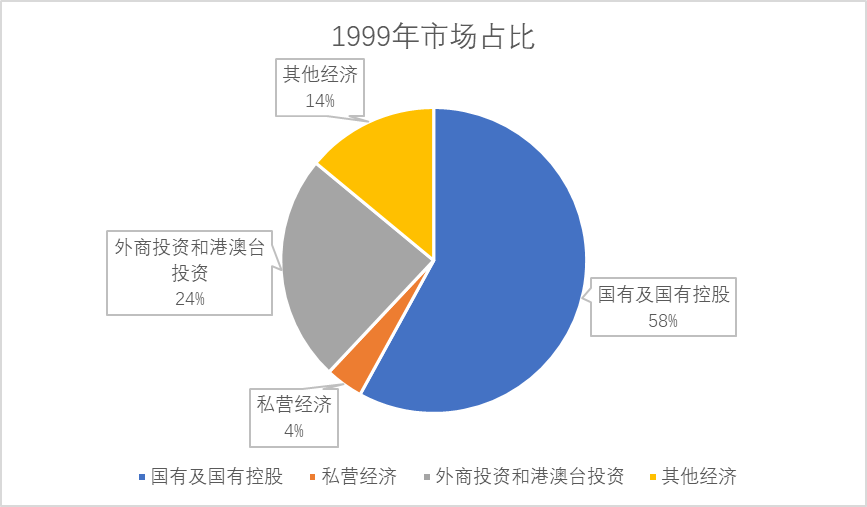 1999年市场占比
其他经济
14%
外商投资和港澳台
投资
24%
国有及国有控股
58%
私营经济
4%
国有及国有控股
私营经济
外商投资和港澳台投资
其他经济